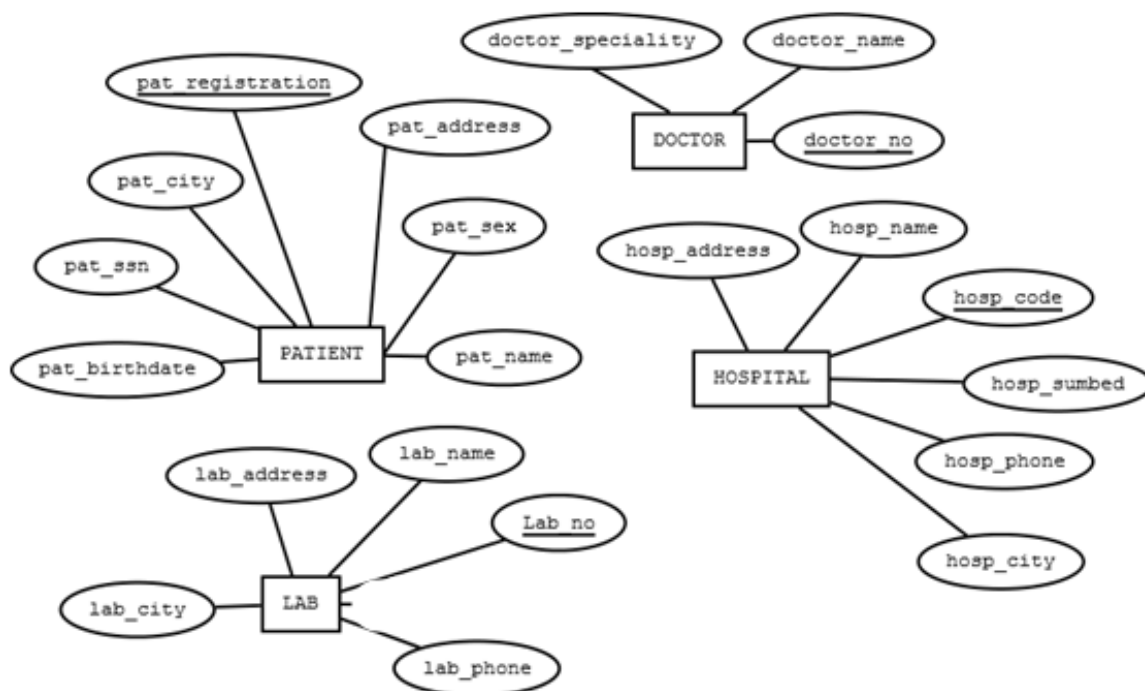 doctor_speciality
doctor_name
pat_registration
pat_address
DOCTOR
doctor_no
pat_city
pat_sex
hosp_address
hosp_name
pat_ssn
hosp_code
PATIENT
pat_birthdate
pat_name
HOSPITAL
hosp_sumbed
lab_address
lab_name
hosp_phone
Lab_no
hosp_city
lab_city
LAB
lab_phone